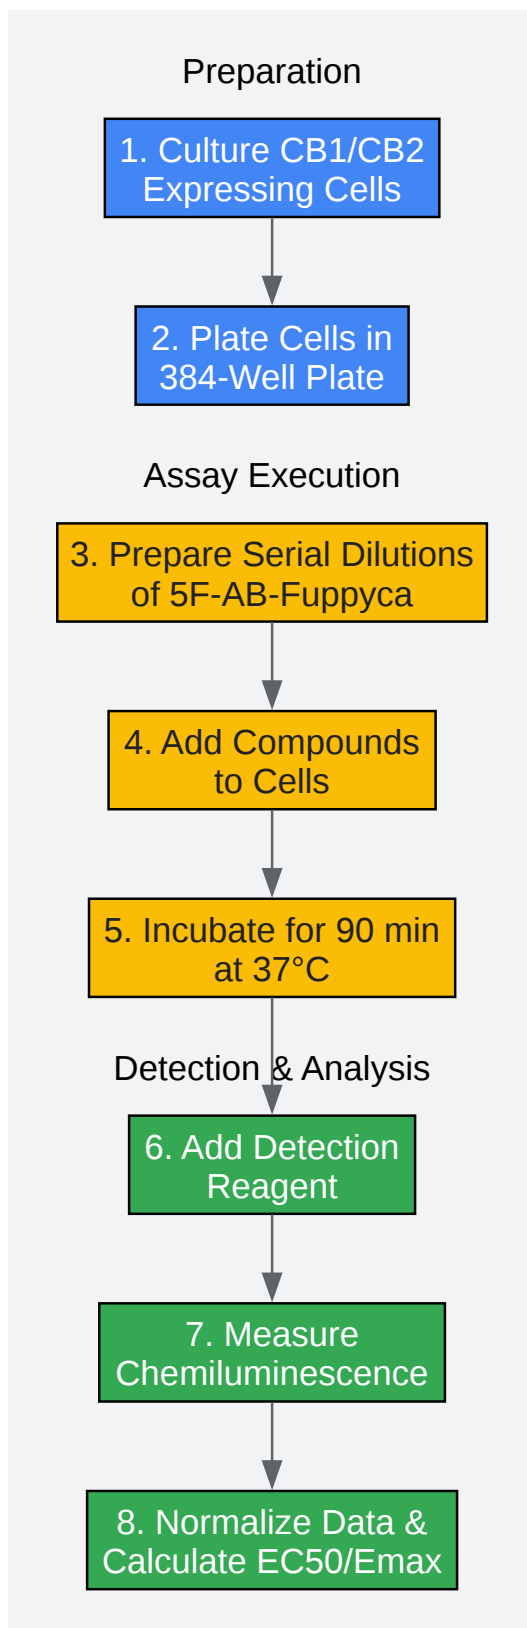 Preparation
1. Culture CB1/CB2
Expressing Cells
2. Plate Cells in
384-Well Plate
Assay Execution
3. Prepare Serial Dilutions
of 5F-AB-Fuppyca
4. Add Compounds
to Cells
5. Incubate for 90 min
at 37°C
Detection & Analysis
6. Add Detection
Reagent
7. Measure
Chemiluminescence
8. Normalize Data &
Calculate EC50/Emax